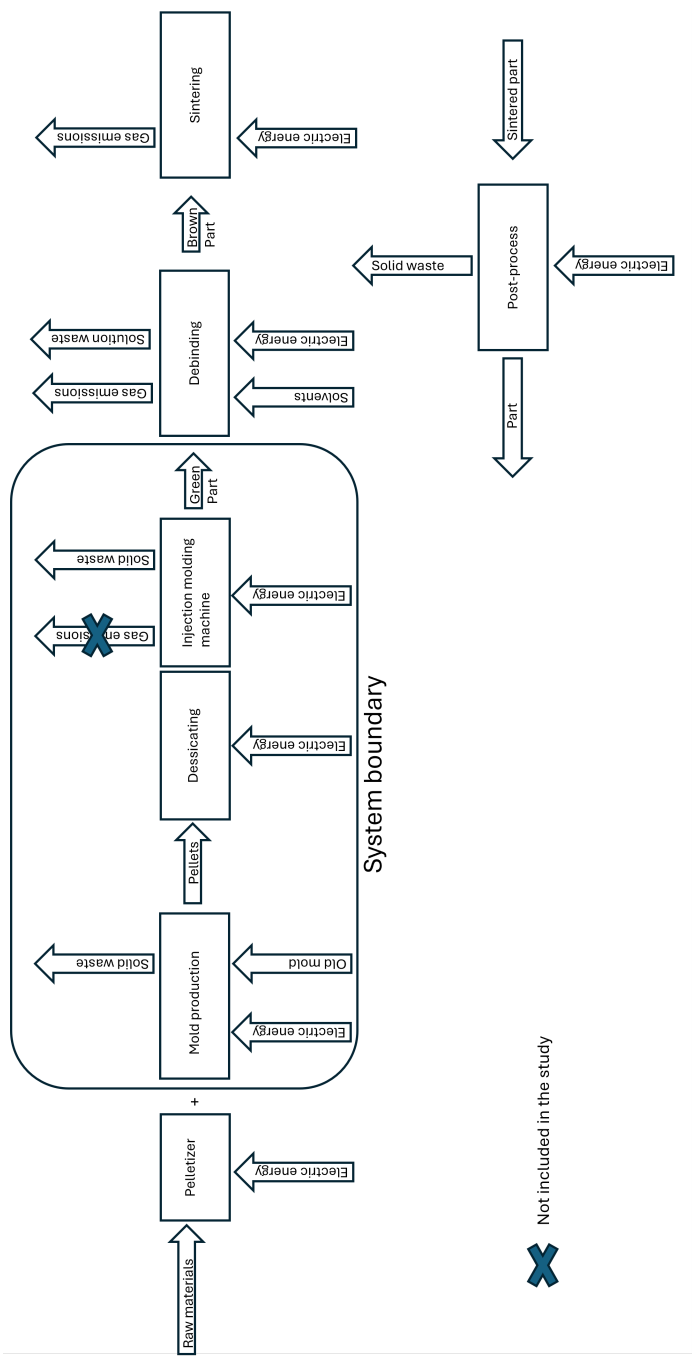 Raw materials
Pelletizer
Electric energy
+
Mold production
Electric energy
Old mold
Solid waste
Pellets
Dessicating
Electric energy
Injection molding
machine
Electric energy
Gas emissions
Solid waste
Green
Part
System boundary
Debinding
Solvents
Electric energy
Gas emissions
Solution waste
Brown
Part
Sintering
Electric energy
Gas emissions
Sintered part
Post-process
Electric energy
Solid waste
Part
Not included in the study